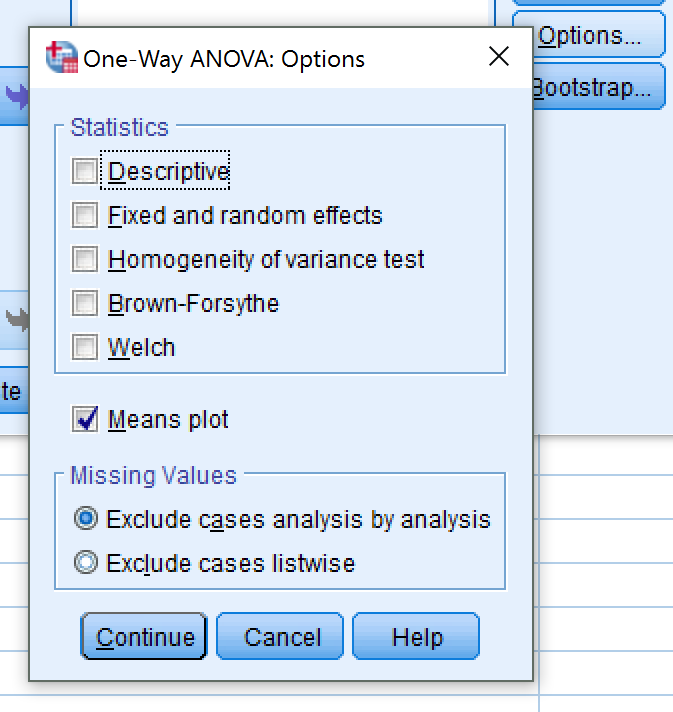 Options...
One-Way ANOVA: Options
Bootstrap...
Statistics
Descriptive
Fixed and random effects
Homogeneity of variance test
Brown-Forsythe
Welch
te
Means plot
Missing Values
Exclude cases analysis by analysis
Exclude cases listwise
Continue Cancel Help